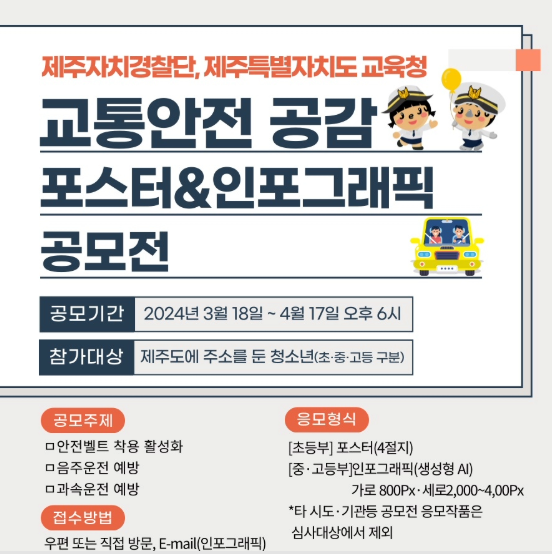 제주자치경찰단, 제주특별자치도 교육청
교통안전 공감
포스터&인포그래픽
공모전
공모기간 2024년 3월 18일 ~ 4월 17일 오후 6시
참가대상 제주도에 주소를 둔 청소년(초·중·고등 구분)
공모주제
ㅁ안전벨트 착용 활성화
ㅁ음주운전 예방
ㅁ과속운전 예방
접수방법
우편 또는 직접 방문, E-mail(인포그래픽)
응모형식
[초등부] 포스터(4절지)
[중·고등부]인포그래픽(생성형 AI)
가로 800Px·세로2,000~4,00Px
*타 시도·기관등 공모전 응모작품은
심사대상에서 제외